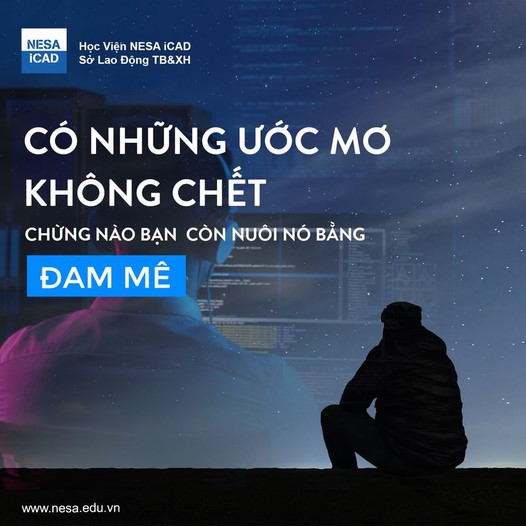 NESA
iCAD
Học Viện NESA iCAD
Sở Lao Động TB&XH
CÓ NHỮNG ƯỚC MƠ
KHÔNG CHẾT
CHỪNG NÀO BẠN CÒN NUÔI NÓ BẰNG
ĐAM MÊ
www.nesa.edu.vn